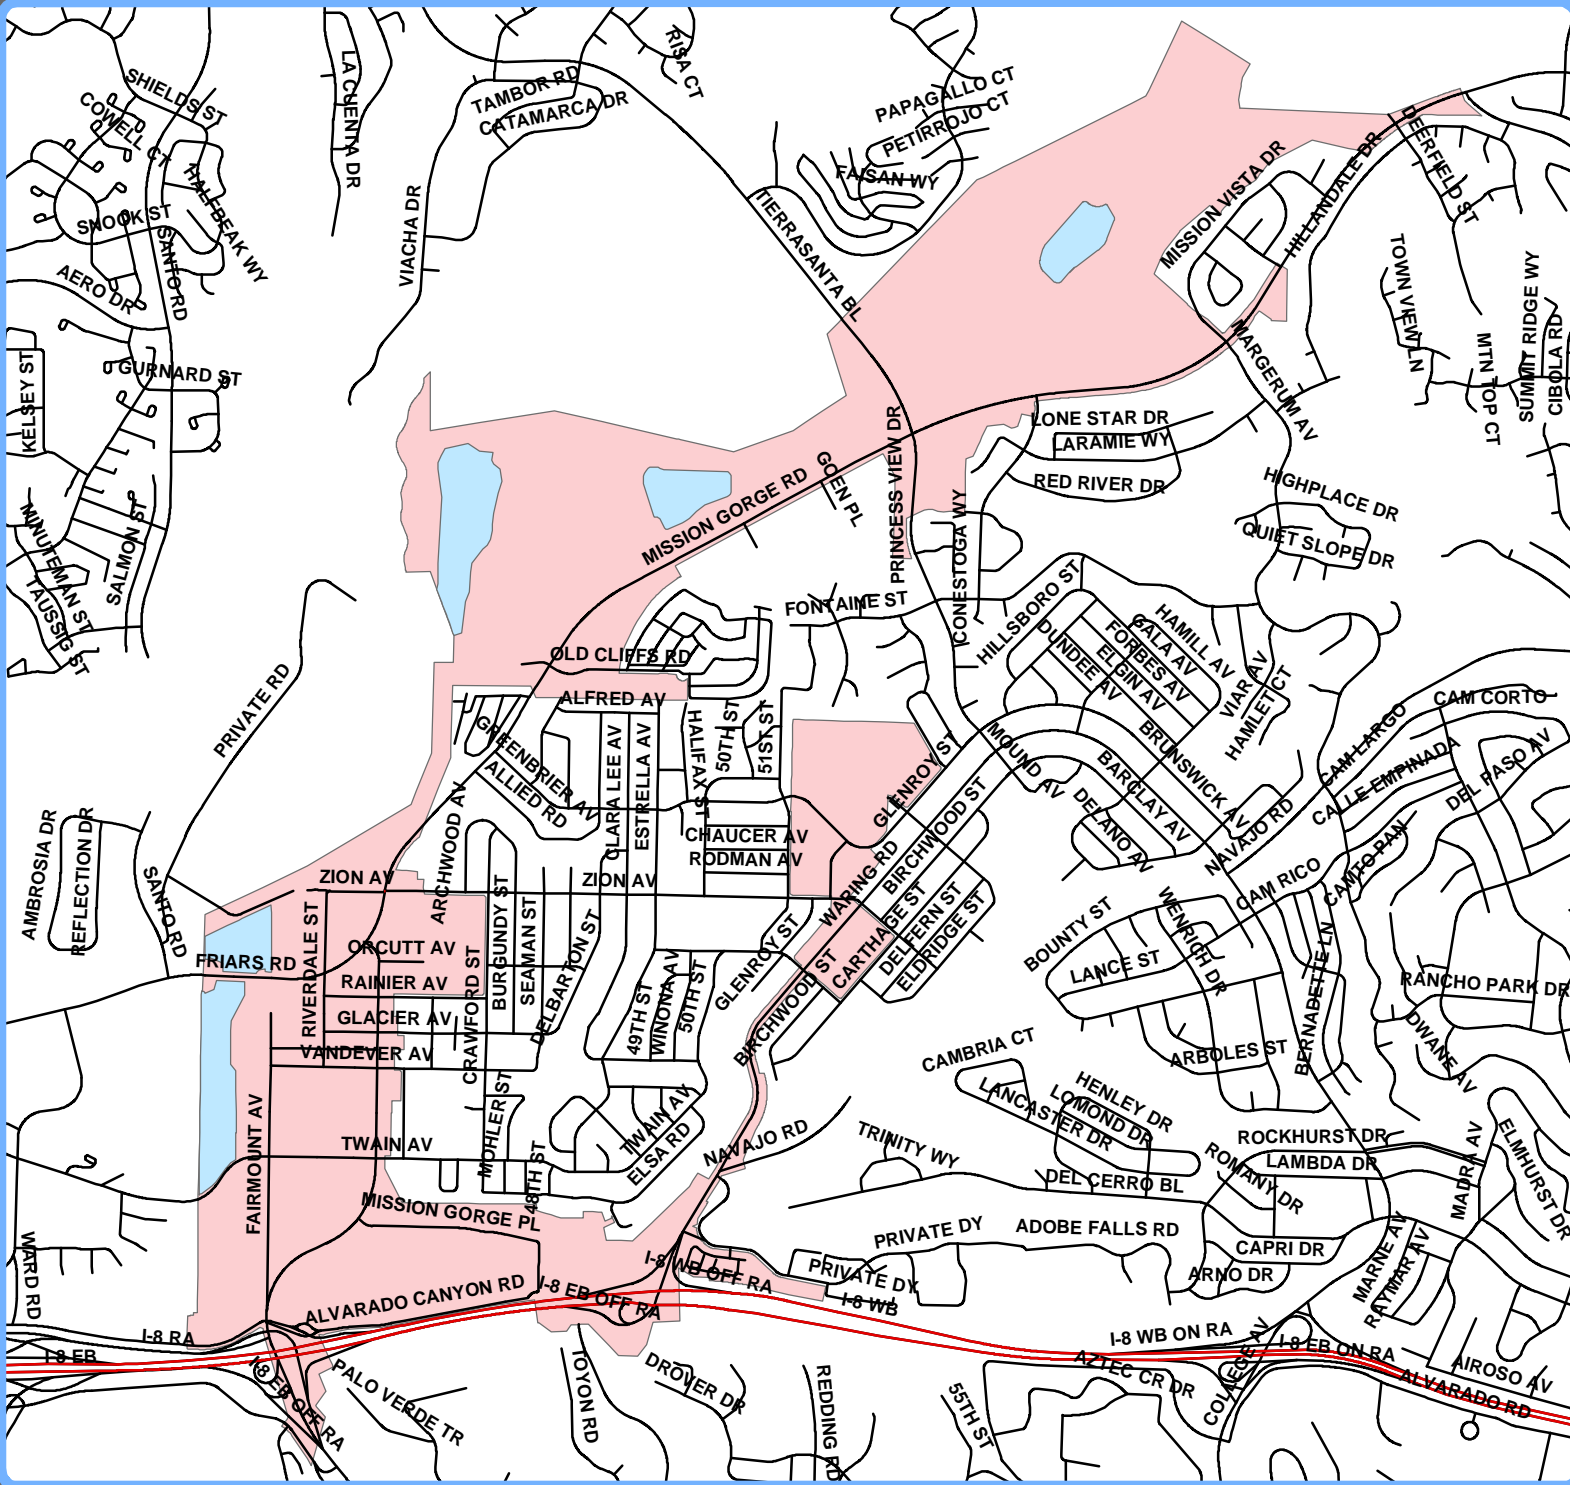 RISA CT
LA CUENTA DR
TAMBOR RD
CATAMARCA DR
SHIELDS ST
COWELL CT
PAPAGALLO CT
PETIRROJO CT
FAISAN WY
DEERFIELD ST
MISSION VISTA DR
HILLANDALE DR
HALFBEAK WY
SNOOK ST
SANTO RD
AERO DR
VIACHA DR
TIERRASANTA BL
TOWN VIEW LN
SUMMIT RIDGE WY
CIBOLA RD
MTN TOP CT
MARGERUM AV
KELSEY ST
GURNARD ST
LONE STAR DR
LARAMIE WY
RED RIVER DR
PRINCESS VIEW DR
GOEN PL
MISSION GORGE RD
CONESTOGA WY
HIGHPLACE DR
QUIET SLOPE DR
MINUTEMAN ST
TAUSSIG ST
SALMON ST
FONTAINE ST
HILLSBORO ST
HAMILL AV
GALA AV
FORBES AV
ELGIN AV
DUNDEE AV
VIAR AV
HAMLET CT
OLD CLIFFS RD
ALFRED AV
PRIVATE RD
GREENBRIER AV
ALLIED RD
CLARA LEE AV
ESTRELLA AV
HALIFAX ST
50TH ST
51ST ST
GLENROY ST
MOUND AV
BRUNSWICK AV
BARCLAY AV
DELANO AV
NAVAJO RD
CAM LARGO
CAM CORTO
CALLE EMPINADA
DEL PASO AV
CAMTO PAN
CAM RICO
AMBROSIA DR
REFLECTION DR
SANTO RD
ARCHWOOD AV
CHAUCER AV
RODMAN AV
ZION AV
ZION AV
BIRCHWOOD ST
WARING RD
CARTHAGE ST
DELFERN ST
ELDRIDGE ST
BOUNTY ST
LANCE ST
WENRICH DR
BERNADETTE LN
RANCHO PARK DR
DWANE AV
ARBOLES ST
FRIARS RD
RIVERDALE ST
ORCUTT AV
RAINIER AV
GLACIER AV
VANDEVER AV
CRAWFORD ST
BURGUNDY ST
SEAMAN ST
DELBARTON ST
49TH ST
WINONA AV
50TH ST
GLENROY ST
BIRCHWOOD ST
CAMBRIA CT
LANCASTER DR
LOMOND DR
HENLEY DR
FAIRMOUNT AV
TWAIN AV
MOHLER ST
48TH ST
TWAIN AV
ELSA RD
NAVAJO RD
TRINITY WY
ROCKHURST DR
LAMBDA DR
ROMANY DR
MADRA AV
ELMHURST DR
DEL CERRO BL
MISSION GORGE PL
WARD RD
PRIVATE DY
ADOBE FALLS RD
CAPRI DR
ARNO DR
MARNE AV
RAYMAR AV
I-8 WB OFF RA
PRIVATE DY
I-8 WB
ALVARADO CANYON RD
I-8 EB OFF RA
I-8 RA
I-8 EB
I-8 EB OFF RA
PALO VERDE TR
TOYON RD
DROVER DR
REDDING RD
55TH ST
AZTEC CR DR
I-8 WB ON RA
COLLEGE AV
I-8 EB ON RA
AIROSO AV
ALVARADO RD